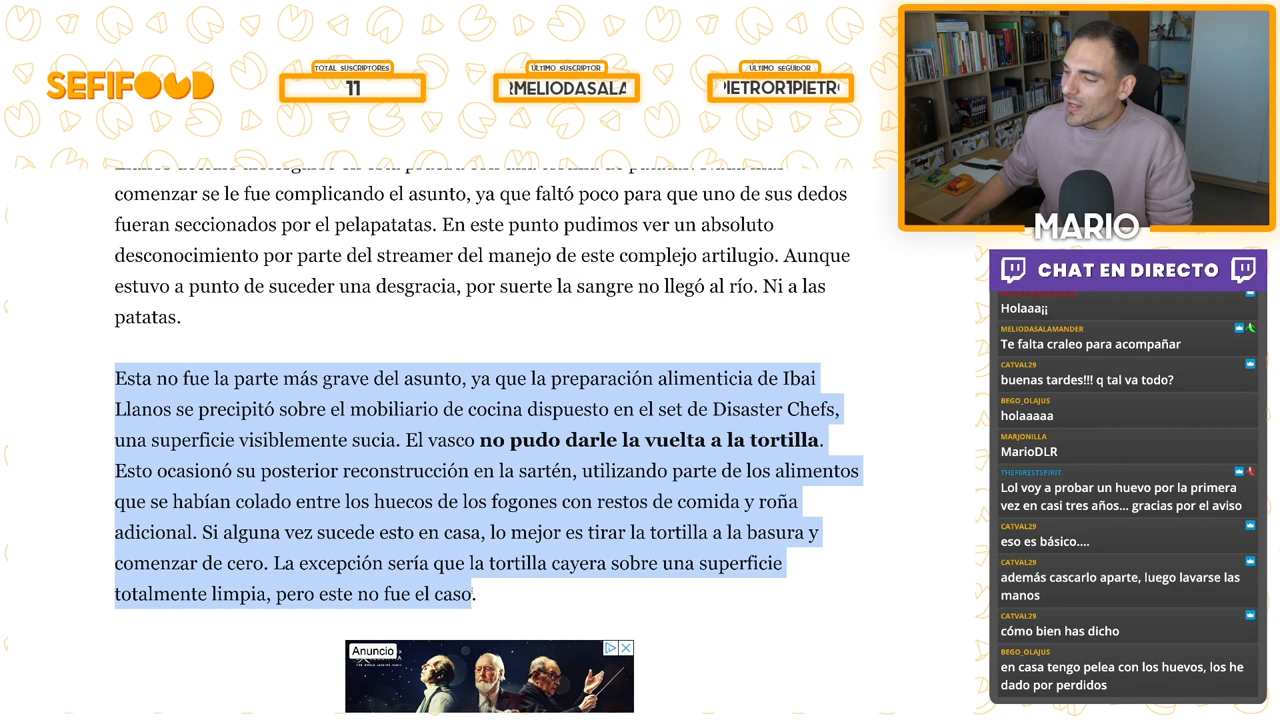 SEFIFOOD
TOTAL SUSCRIPTORES
11
ÚLTIMO SUSCRIPTOR
RMELIODASALA
ÚLTIMO SEGUIDOR
comenzar se le fue complicando el asunto, ya que faltó poco para que uno de sus dedos
fueran seccionados por el pelapatatas. En este punto pudimos ver un absoluto
desconocimiento por parte del streamer del manejo de este complejo artilugio. Aunque
estuvo a punto de suceder una desgracia, por suerte la sangre no llegó al río. Ni a las
patatas.
Esta no fue la parte más grave del asunto, ya que la preparación alimenticia de Ibai
Llanos se precipitó sobre el mobiliario de cocina dispuesto en el set de Disaster Chefs,
una superficie visiblemente sucia. El vasco no pudo darle la vuelta a la tortilla.
Esto ocasionó su posterior reconstrucción en la sartén, utilizando parte de los alimentos
que se habían colado entre los huecos de los fogones con restos de comida y roña
adicional. Si alguna vez sucede esto en casa, lo mejor es tirar la tortilla a la basura y
comenzar de cero. La excepción sería que la tortilla cayera sobre una superficie
totalmente limpia, pero este no fue el caso.
Anuncio
MARIO
CHAT EN DIRECTO
Holaaa¡¡
MELIODASALAMANDER
Te falta craleo para acompañar
CATVAL29
buenas tardes!!! q tal va todo?
BEGO_OLAJUS
holaaaaa
MARJONILLA
MarioDLR
THEFORESTSPIRIT
Lol voy a probar un huevo por la primera
vez en casi tres años... gracias por el aviso
CATVAL29
eso es básico....
CATVAL29
además cascarlo aparte, luego lavarse las
manos
CATVAL29
cómo bien has dicho
BEGO_OLAJUS
en casa tengo pelea con los huevos, los he
dado por perdidos